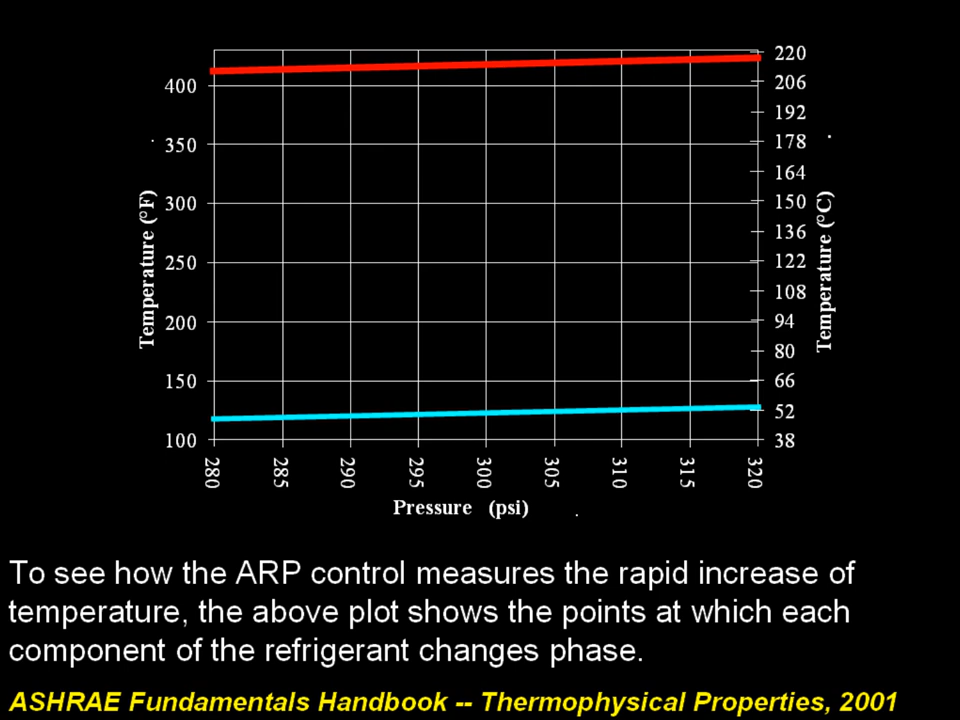 Temperature (°F)
400
350
300
250
200
150
100
220
206
192
178
164
150
136
122
108
94
80
66
52
38
Temperature (°C)
280 285 290 295 300 305 310 315 320
Pressure (psi)
To see how the ARP control measures the rapid increase of
temperature, the above plot shows the points at which each
component of the refrigerant changes phase.
ASHRAE Fundamentals Handbook -- Thermophysical Properties, 2001